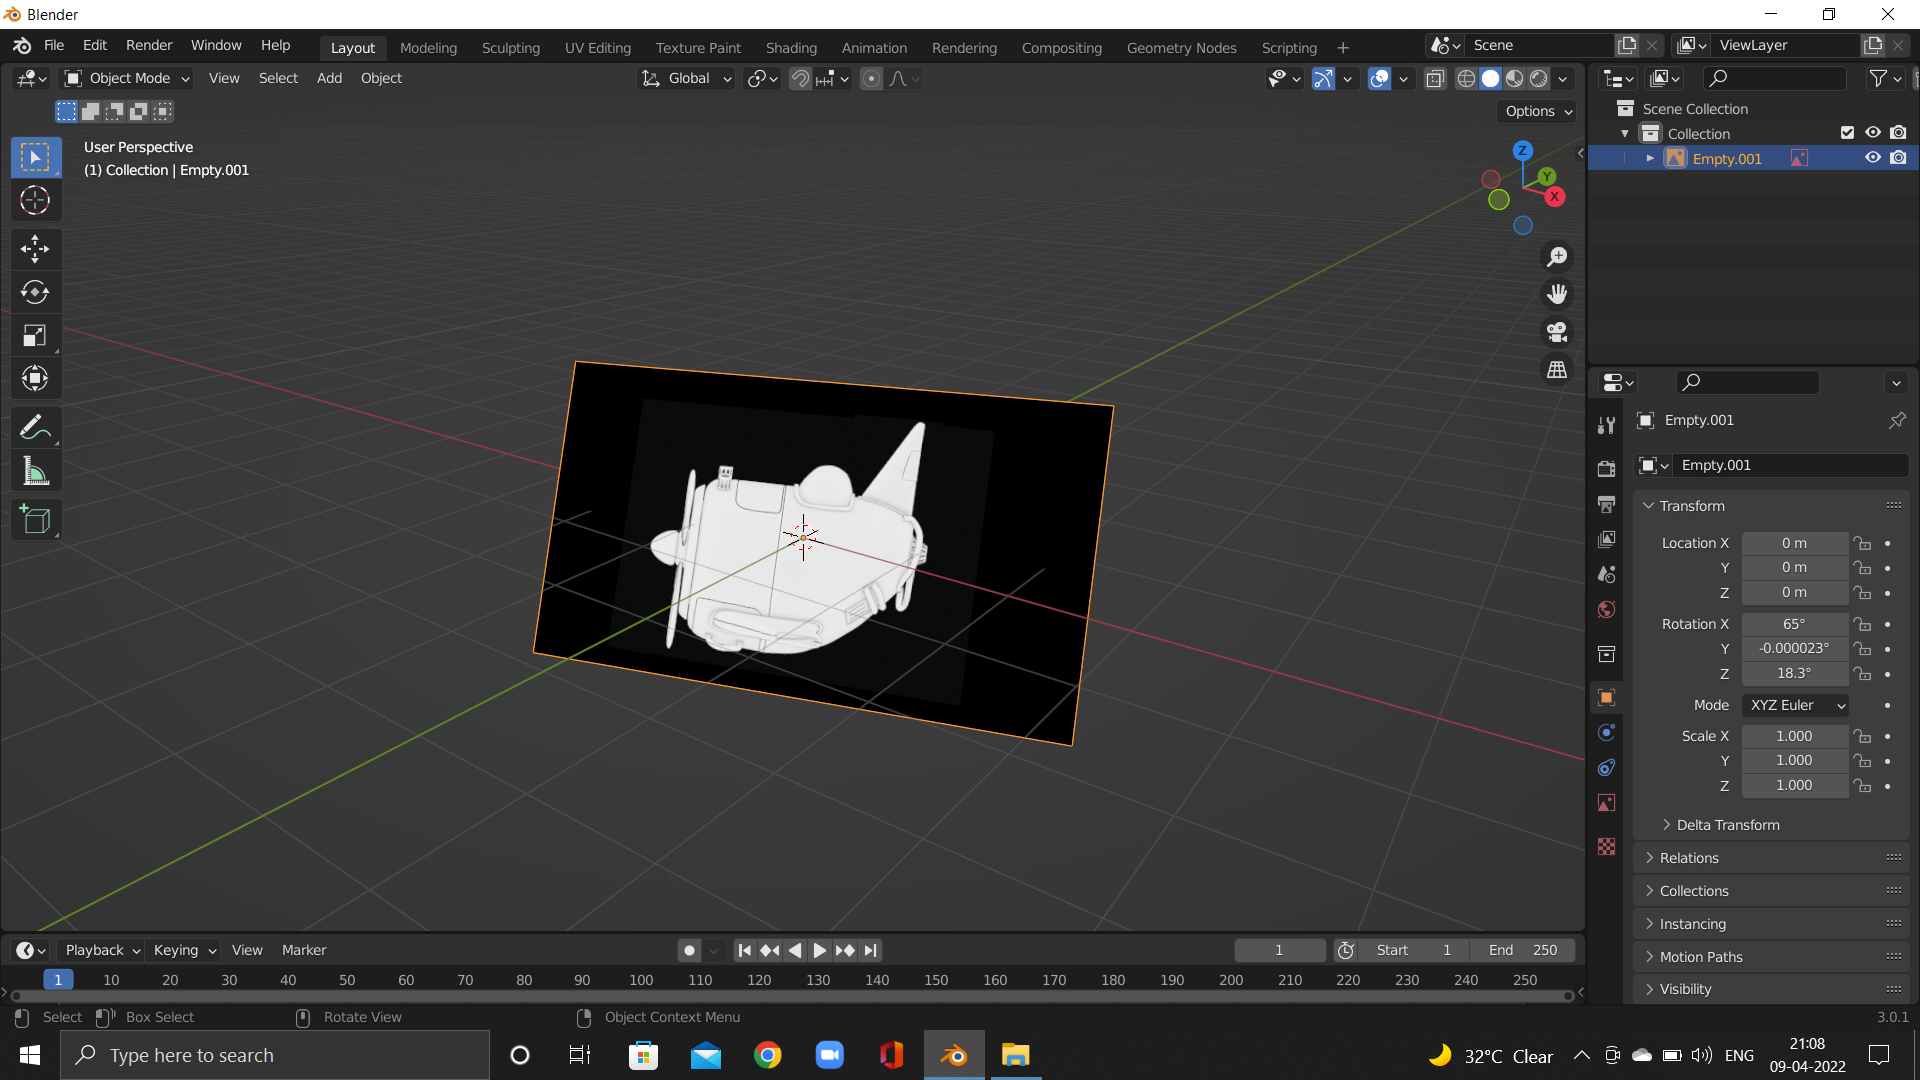 Blender
File Edit Render Window Help Layout Modeling Sculpting UV Editing Texture Paint Shading Animation Rendering Compositing Geometry Nodes Scripting + Scene ViewLayer
Object Mode View Select Add Object Global
Options
User Perspective
(1) Collection | Empty.001
Z
Y
X
Scene Collection
Collection
Empty.001
Empty.001
Empty.001
Transform
Location X 0 m
Y 0 m
Z 0 m
Rotation X 65°
Y -0.000023°
Z 18.3°
Mode XYZ Euler
Scale X 1.000
Y 1.000
Z 1.000
Delta Transform
Relations
Collections
Instancing
Motion Paths
Visibility
Playback Keying View Marker 1 Start 1 End 250
1 10 20 30 40 50 60 70 80 90 100 110 120 130 140 150 160 170 180 190 200 210 220 230 240 250
Select Box Select Rotate View Object Context Menu 3.0.1
Type here to search 32°C Clear ENG 21:08
09-04-2022